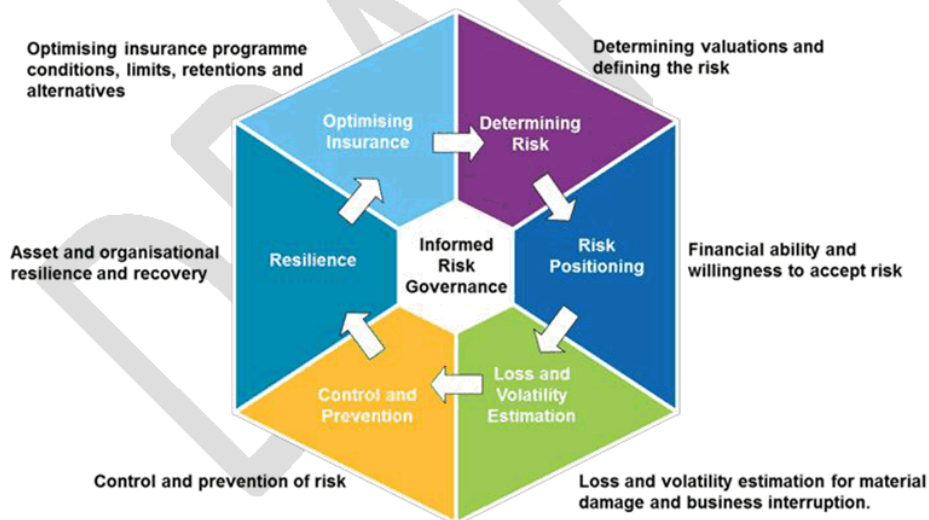 Optimising insurance programme
conditions, limits, retentions and
alternatives
Determining valuations and
defining the risk
Optimising
Insurance
Determining
Risk
Asset and organisational
resilience and recovery
Resilience
Informed
Risk
Governance
Risk
Positioning
Financial ability and
willingness to accept risk
Control and
Prevention
Loss and
Volatility
Estimation
Control and prevention of risk
Loss and volatility estimation for material
damage and business interruption.